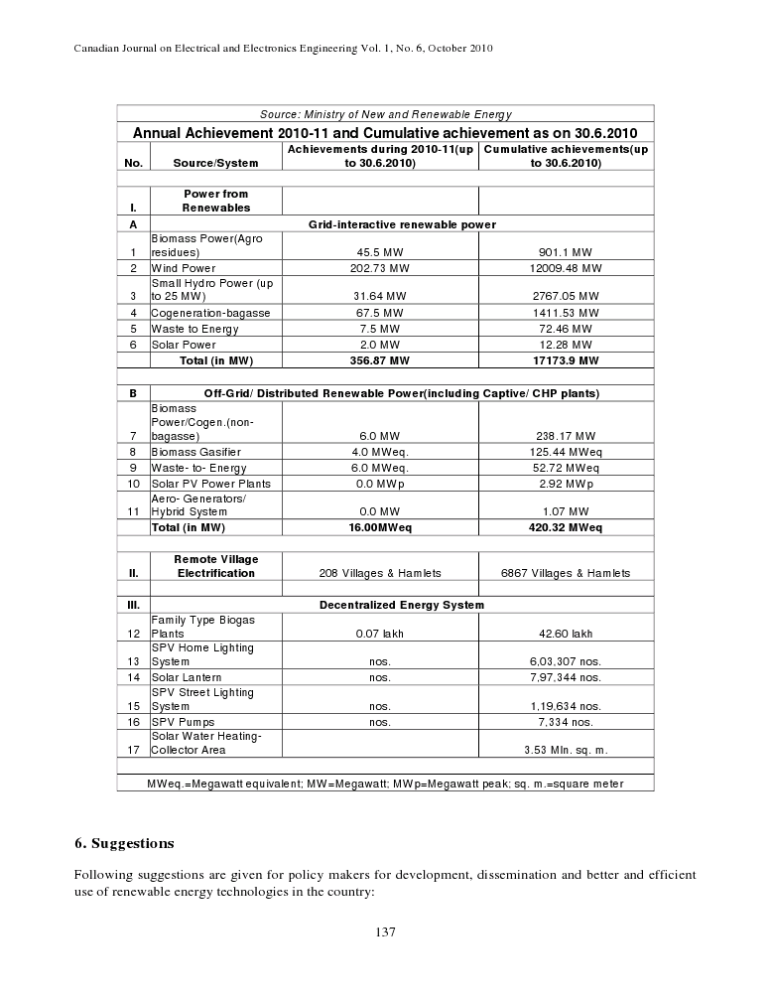 Canadian Journal on Electrical and Electronics Engineering Vol. 1, No. 6, October 2010
Source: Ministry of New and Renewable Energy
Annual Achievement 2010-11 and Cumulative achievement as on 30.6.2010
No. Source/System Achievements during 2010-11(up to 30.6.2010) Cumulative achievements(up to 30.6.2010)
I. Power from Renewables
A Grid-interactive renewable power
1 Biomass Power(Agro residues) 45.5 MW 901.1 MW
2 Wind Power 202.73 MW 12009.48 MW
3 Small Hydro Power (up to 25 MW) 31.64 MW 2767.05 MW
4 Cogeneration-bagasse 67.5 MW 1411.53 MW
5 Waste to Energy 7.5 MW 72.46 MW
6 Solar Power 2.0 MW 12.28 MW
Total (in MW) 356.87 MW 17173.9 MW
B Off-Grid/ Distributed Renewable Power(including Captive/ CHP plants)
7 Biomass Power/Cogen.(non-bagasse) 6.0 MW 238.17 MW
8 Biomass Gasifier 4.0 MWeq. 125.44 MWeq
9 Waste- to- Energy 6.0 MWeq. 52.72 MWeq
10 Solar PV Power Plants 0.0 MWp 2.92 MWp
11 Aero- Generators/ Hybrid System 0.0 MW 1.07 MW
Total (in MW) 16.00MWeq 420.32 MWeq
II. Remote Village Electrification 208 Villages & Hamlets 6867 Villages & Hamlets
III. Decentralized Energy System
12 Family Type Biogas Plants 0.07 lakh 42.60 lakh
13 SPV Home Lighting System nos. 6,03,307 nos.
14 Solar Lantern nos. 7,97,344 nos.
15 SPV Street Lighting System nos. 1,19,634 nos.
16 SPV Pumps nos. 7,334 nos.
17 Solar Water Heating- Collector Area 3.53 Mln. sq. m.
MWeq.=Megawatt equivalent; MW=Megawatt; MWp=Megawatt peak; sq. m.=square meter
6. Suggestions
Following suggestions are given for policy makers for development, dissemination and better and efficient
use of renewable energy technologies in the country:
137